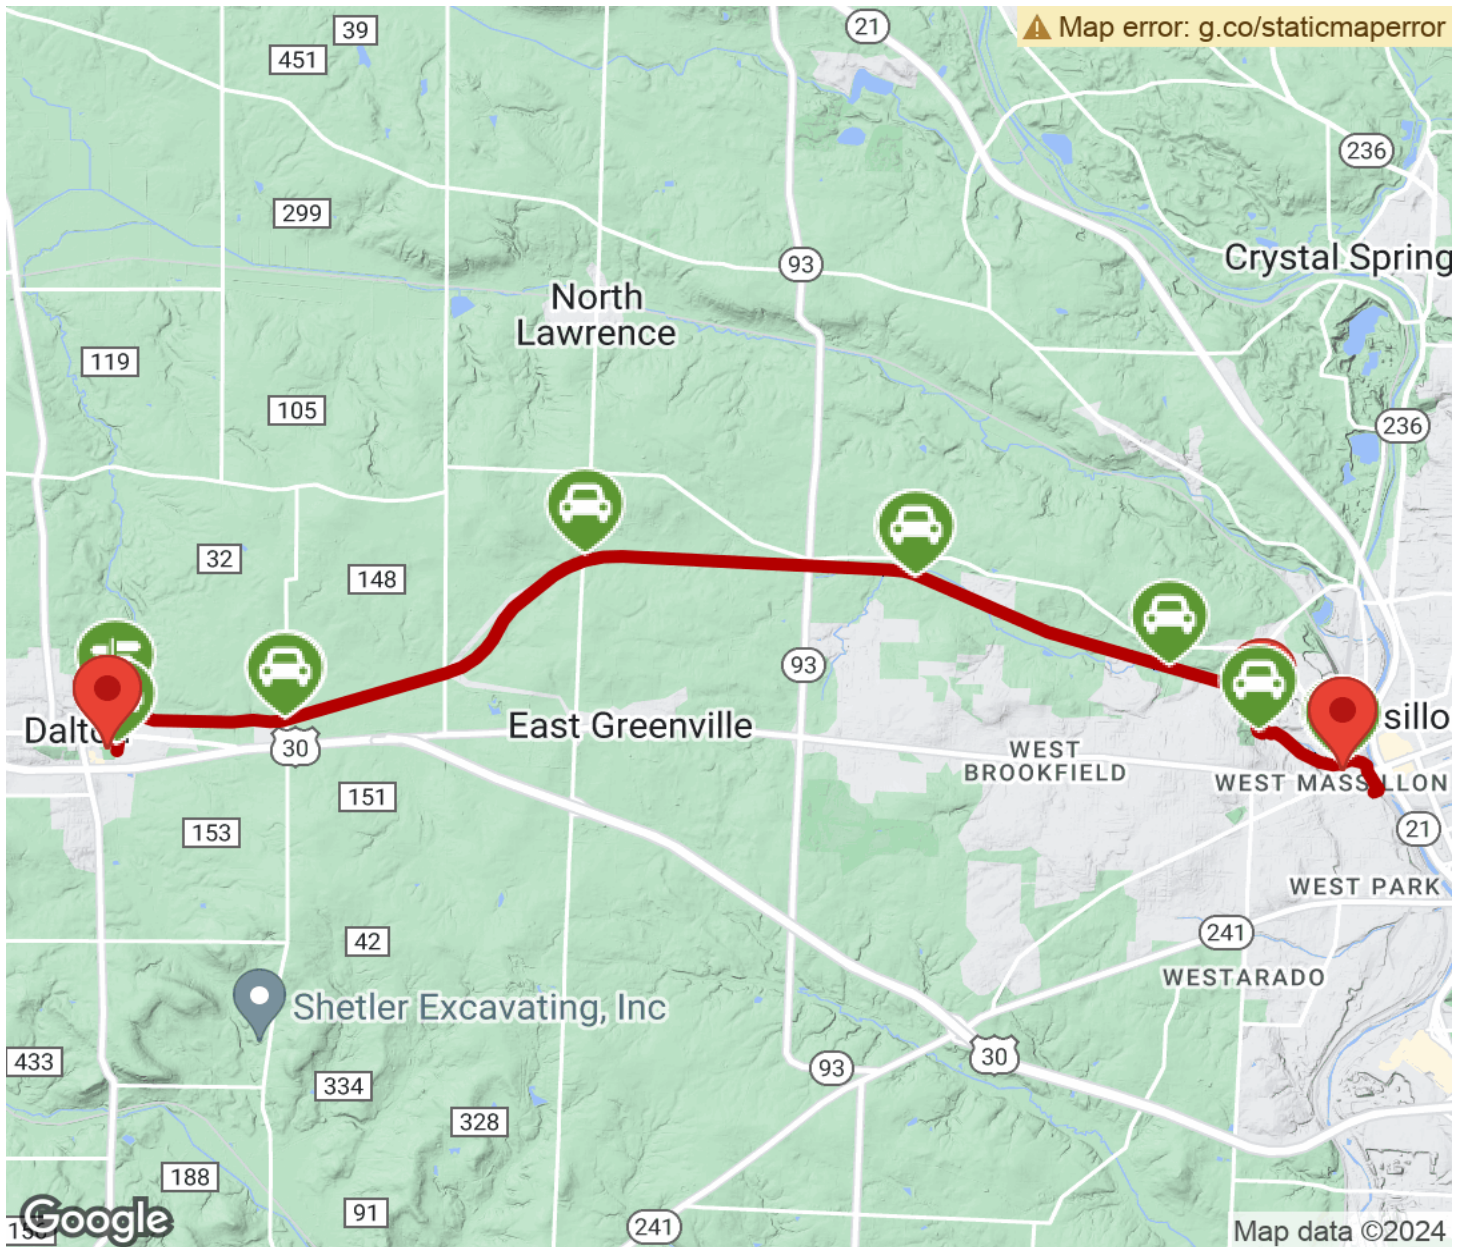 39
21
Map error: g.co/staticmaperror
451
236
299
Crystal Spring
93
North
Lawrence
119
105
236
32
148
93
Dalto
East Greenville
sillo
30
WEST
BROOKFIELD
WEST MASSILLON
151
153
21
WEST PARK
42
241
WESTARADO
Shetler Excavating, Inc
433
30
93
334
328
188
91
241
Google
Map data ©2024